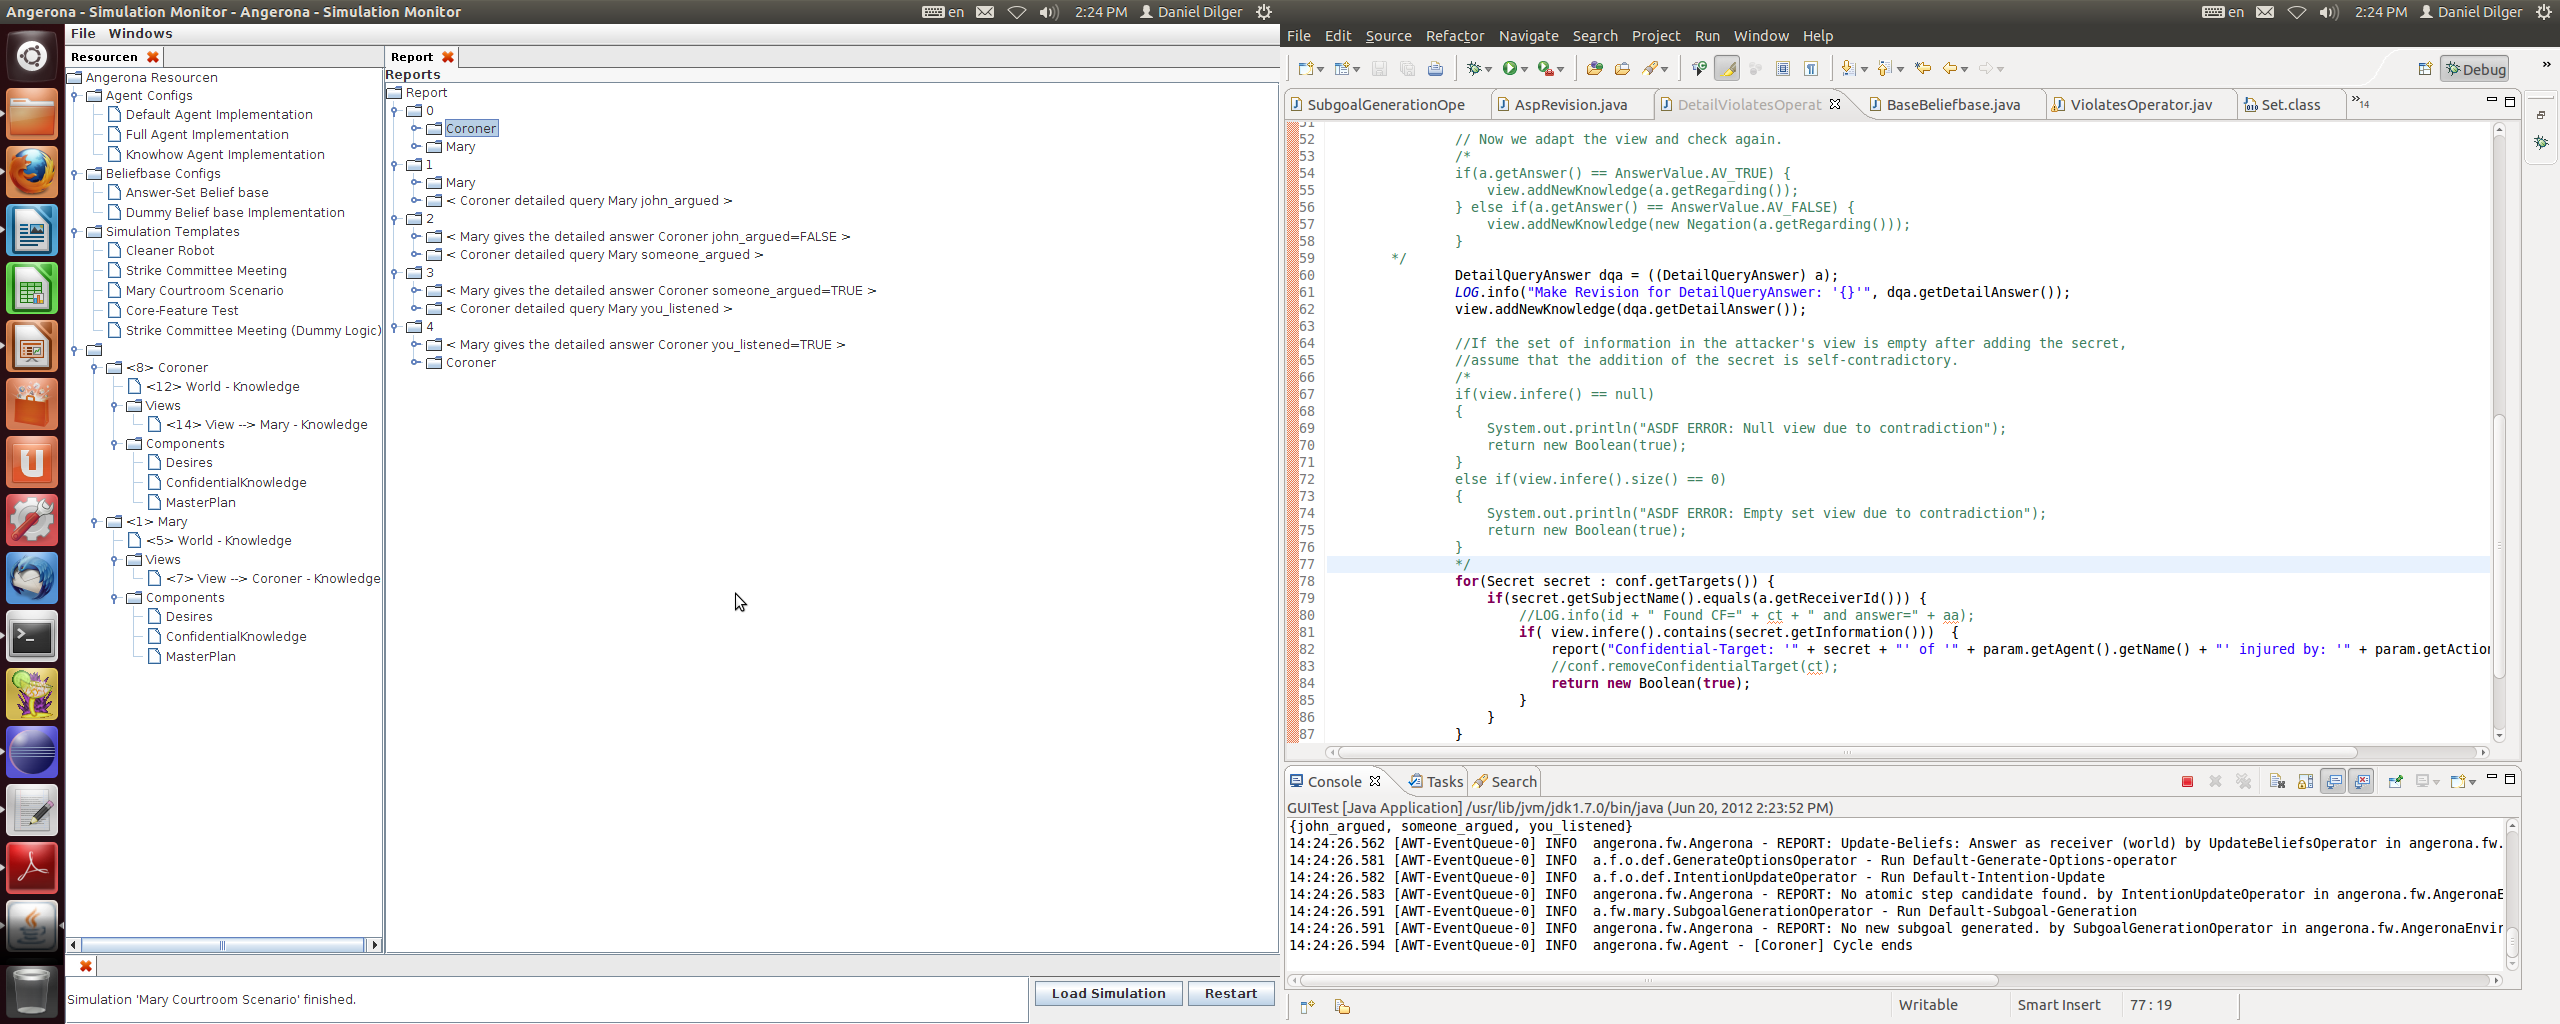 Angerona - Simulation Monitor - Angerona - Simulation Monitor
en 2:24 PM Daniel Dilger
File Windows
Resourcen
Angerona Resourcen
Agent Configs
Default Agent Implementation
Full Agent Implementation
Knowhow Agent Implementation
Beliefbase Configs
Answer-Set Belief base
Dummy Belief base Implementation
Simulation Templates
Cleaner Robot
Strike Committee Meeting
Mary Courtroom Scenario
Core-Feature Test
Strike Committee Meeting (Dummy Logic)
<8> Coroner
<12> World - Knowledge
Views
<14> View --> Mary - Knowledge
Components
Desires
ConfidentialKnowledge
MasterPlan
<1> Mary
<5> World - Knowledge
Views
<7> View --> Coroner - Knowledge
Components
Desires
ConfidentialKnowledge
MasterPlan
Report
Reports
Report
0
Coroner
Mary
1
Mary
< Coroner detailed query Mary john_argued >
2
< Mary gives the detailed answer Coroner john_argued=FALSE >
< Coroner detailed query Mary someone_argued >
3
< Mary gives the detailed answer Coroner someone_argued=TRUE >
< Coroner detailed query Mary you_listened >
4
< Mary gives the detailed answer Coroner you_listened=TRUE >
Coroner
Simulation 'Mary Courtroom Scenario' finished.
Load Simulation Restart
en 2:24 PM Daniel Dilger
File Edit Source Refactor Navigate Search Project Run Window Help
Debug »
SubgoalGenerationOpe AspRevision.java DetailViolatesOperat BaseBeliefbase.java ViolatesOperator.jav Set.class »14
51
52 // Now we adapt the view and check again.
53 /*
54 if(a.getAnswer() == AnswerValue.AV_TRUE) {
55 view.addNewKnowledge(a.getRegarding());
56 } else if(a.getAnswer() == AnswerValue.AV_FALSE) {
57 view.addNewKnowledge(new Negation(a.getRegarding()));
58 }
59 */
60 DetailQueryAnswer dqa = ((DetailQueryAnswer) a);
61 LOG.info("Make Revision for DetailQueryAnswer: '{}'", dqa.getDetailAnswer());
62 view.addNewKnowledge(dqa.getDetailAnswer());
63
64 //If the set of information in the attacker's view is empty after adding the secret,
65 //assume that the addition of the secret is self-contradictory.
66 /*
67 if(view.infere() == null)
68 {
69 System.out.println("ASDF ERROR: Null view due to contradiction");
70 return new Boolean(true);
71 }
72 else if(view.infere().size() == 0)
73 {
74 System.out.println("ASDF ERROR: Empty set view due to contradiction");
75 return new Boolean(true);
76 }
77 */
78 for(Secret secret : conf.getTargets()) {
79 if(secret.getSubjectName().equals(a.getReceiverId())) {
80 //LOG.info(id + " Found CF=" + ct + " and answer=" + aa);
81 if( view.infere().contains(secret.getInformation())) {
82 report("Confidential-Target: '" + secret + "' of '" + param.getAgent().getName() + "' injured by: '" + param.getAction
83 //conf.removeConfidentialTarget(ct);
84 return new Boolean(true);
85 }
86 }
87 }
Console Tasks Search
GUITest [Java Application] /usr/lib/jvm/jdk1.7.0/bin/java (Jun 20, 2012 2:23:52 PM)
{john_argued, someone_argued, you_listened}
14:24:26.562 [AWT-EventQueue-0] INFO angerona.fw.Angerona - REPORT: Update-Beliefs: Answer as receiver (world) by UpdateBeliefsOperator in angerona.fw.
14:24:26.581 [AWT-EventQueue-0] INFO a.f.o.def.GenerateOptionsOperator - Run Default-Generate-Options-operator
14:24:26.582 [AWT-EventQueue-0] INFO a.f.o.def.IntentionUpdateOperator - Run Default-Intention-Update
14:24:26.583 [AWT-EventQueue-0] INFO angerona.fw.Angerona - REPORT: No atomic step candidate found. by IntentionUpdateOperator in angerona.fw.AngeronaE
14:24:26.591 [AWT-EventQueue-0] INFO a.fw.mary.SubgoalGenerationOperator - Run Default-Subgoal-Generation
14:24:26.591 [AWT-EventQueue-0] INFO angerona.fw.Angerona - REPORT: No new subgoal generated. by SubgoalGenerationOperator in angerona.fw.AngeronaEnvir
14:24:26.594 [AWT-EventQueue-0] INFO angerona.fw.Agent - [Coroner] Cycle ends
Writable Smart Insert 77 : 19